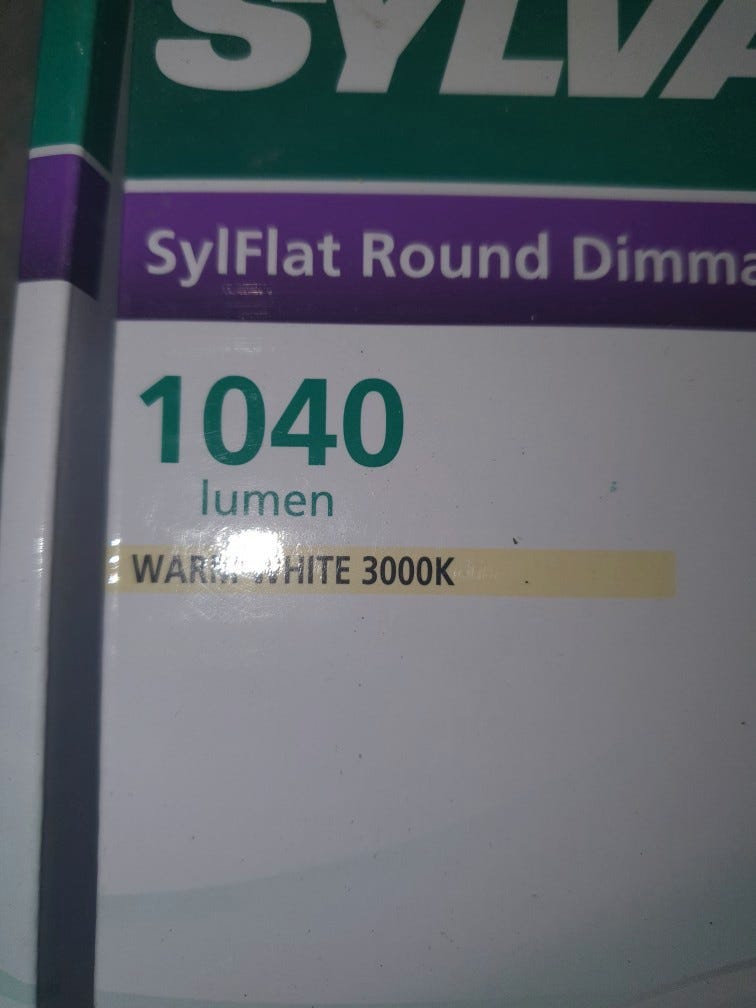 SYLVA
SylFlat Round Dimma
1040
lumen
WARM WHITE 3000K